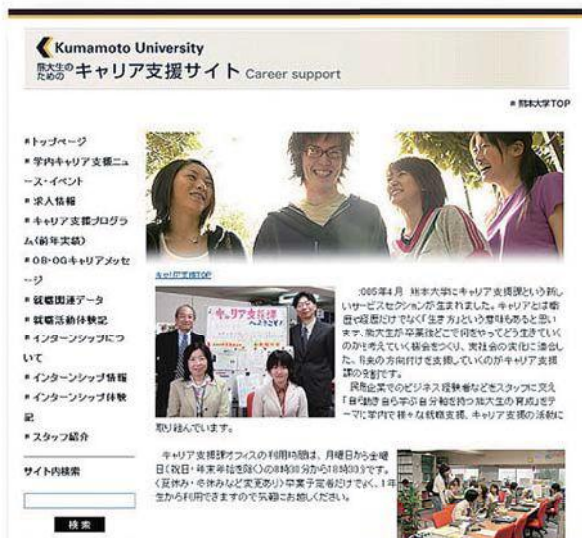 Kumamoto University
熊大生の
ための キャリア支援サイト Career support
熊本大学TOP
トップページ
学内キャリア支援ニュ
ース・イベント
求人情報
キャリア支援プログラ
ム(前年実績)
OB・OGキャリアメッセ
ージ
就職関連データ
就職活動体験記
インターンシップにつ
いて
インターンシップ情報
インターンシップ体験
記
スタッフ紹介
サイト内検索
検索
キャリア支援TOP
キャリア支援課
へようこそ!
2005年4月 熊本大学にキャリア支援課という新し
いサービスセクションが生まれました。キャリアとは職
歴や経歴だけでなく「生き方」という意味もあると思い
ます。熊大生が卒業後どこで何をやってどう生きていく
のかを考えていく機会をつくり、実社会の変化に適合し
た、将来の方向付けを支援していくのがキャリア支援
課の役割です。
民間企業でのビジネス経験者などをスタッフに交え
「自ら動き自ら学ぶ自分軸を持つ熊大生の育成」をテ
ーマに学内で様々な就職支援、キャリア支援の活動に
取り組んでいます。
キャリア支援課オフィスの利用時間は、月曜日から金曜
日(祝日・年末年始を除く)の8時30分から18時30分です。
(夏休み・冬休みなど変更あり)卒業予定者だけでなく、1年
生から利用できますので気軽にお越しください。